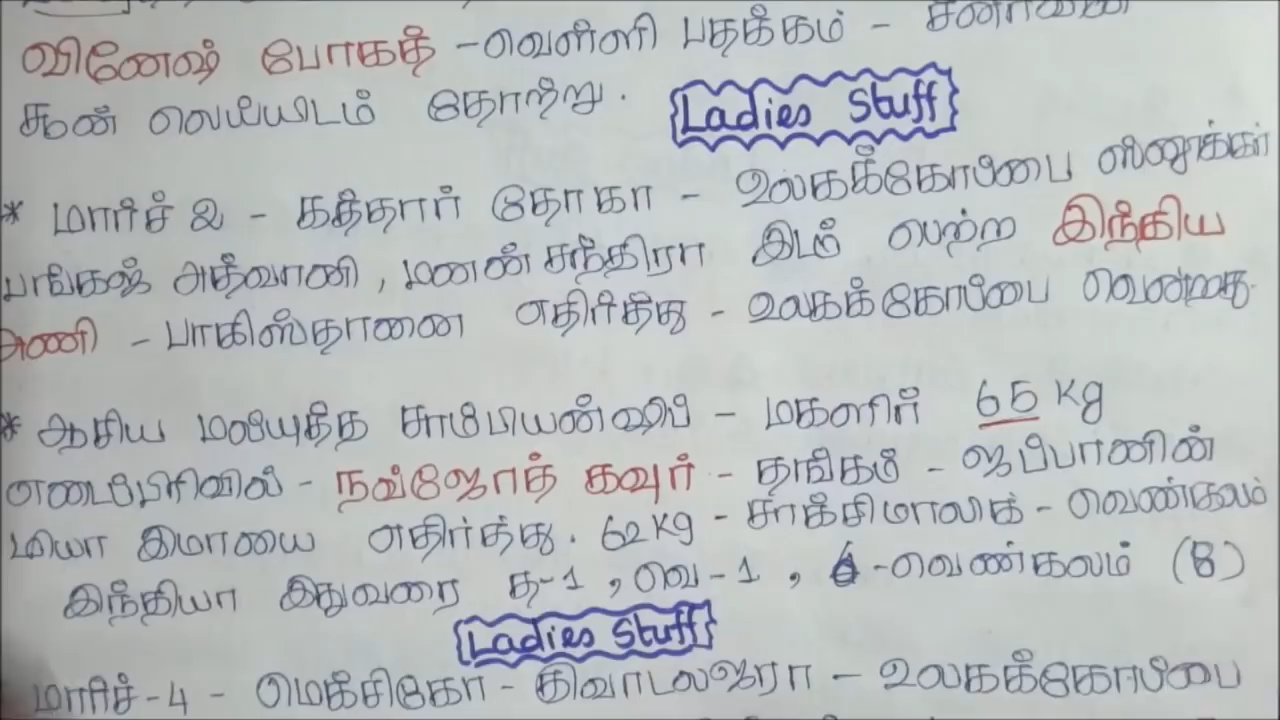 வினேஷ் போகத் - வெள்ளி பதக்கம் -
சுன் லெய்யிடம் தோற்று.
{Ladies Stuff}
* மார்ச் 2 - கத்தார் தோகா - உலகக்கோப்பை ஸ்னூக்கர்
பங்கஜ் அத்வானி, மனன் சந்திரா இடம் பெற்ற இந்திய
அணி - பாகிஸ்தானை எதிர்த்து - உலகக்கோப்பை வென்றது.
* ஆசிய மல்யுத்த சாம்பியன்ஷிப் - மகளிர் 65 kg
எடைபிரிவில் - நவ்ஜோத் கவுர் - தங்கம் - ஜப்பானின்
மியா இமாயை எதிர்த்து. 62 kg - சாக்சிமாலிக் - வெண்கலம்
இந்தியா இதுவரை த-1, வெ-1, 6 -வெண்கலம் (8)
{Ladies Stuff}
மார்ச்-4 - மெக்சிகோ - கிவாடலஜரா - உலகக்கோப்பை